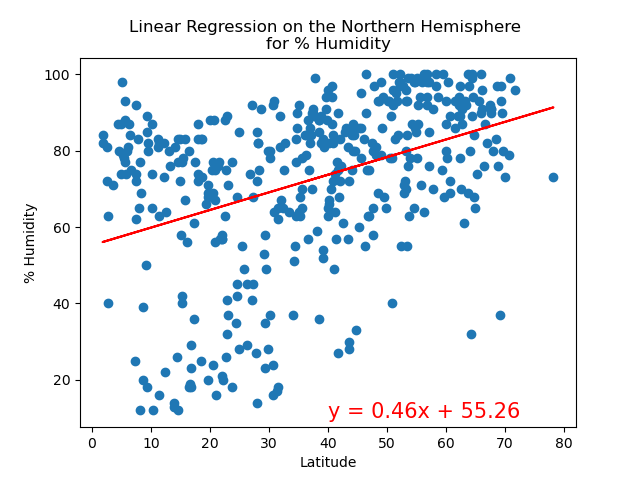 Linear Regression on the Northern Hemisphere
for % Humidity
100
80
60
40
20
% Humidity
y = 0.46x + 55.26
0 10 20 30 40 50 60 70 80
Latitude